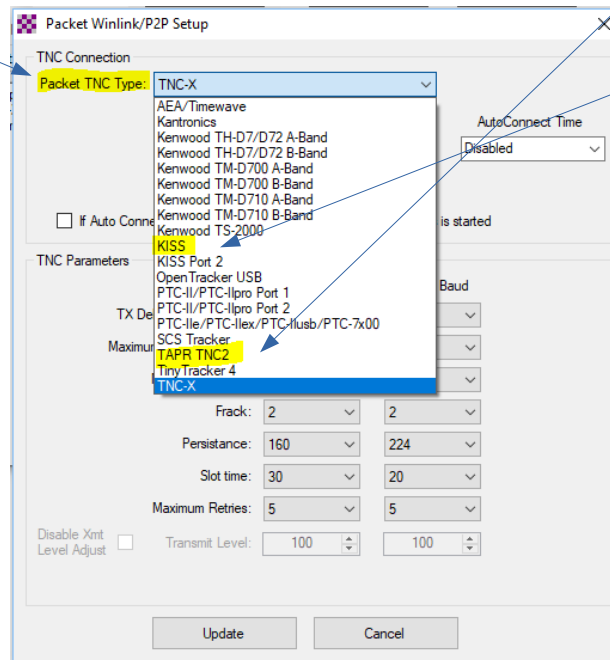 Packet Winlink/P2P Setup
TNC Connection
Packet TNC Type: TNC-X
AEA/Timewave
Kantronics
Kenwood TH-D7/D72 A-Band
Kenwood TH-D7/D72 B-Band
Kenwood TM-D700 A-Band
Kenwood TM-D700 B-Band
Kenwood TM-D710 A-Band
Kenwood TM-D710 B-Band
Kenwood TS-2000
KISS
KISS Port 2
OpenTracker USB
PTC-II/PTC-IIpro Port 1
PTC-II/PTC-IIpro Port 2
PTC-IIe/PTC-IIex/PTC-IIusb/PTC-7x00
SCS Tracker
TAPR TNC2
TinyTracker 4
TNC-X
AutoConnect Time
Disabled
If Auto Conne is started
TNC Parameters
Baud
TX De
Maximu
Frack: 2 2
Persistance: 160 224
Slot time: 30 20
Maximum Retries: 5 5
Disable Xmt
Level Adjust
Transmit Level: 100 100
Update Cancel